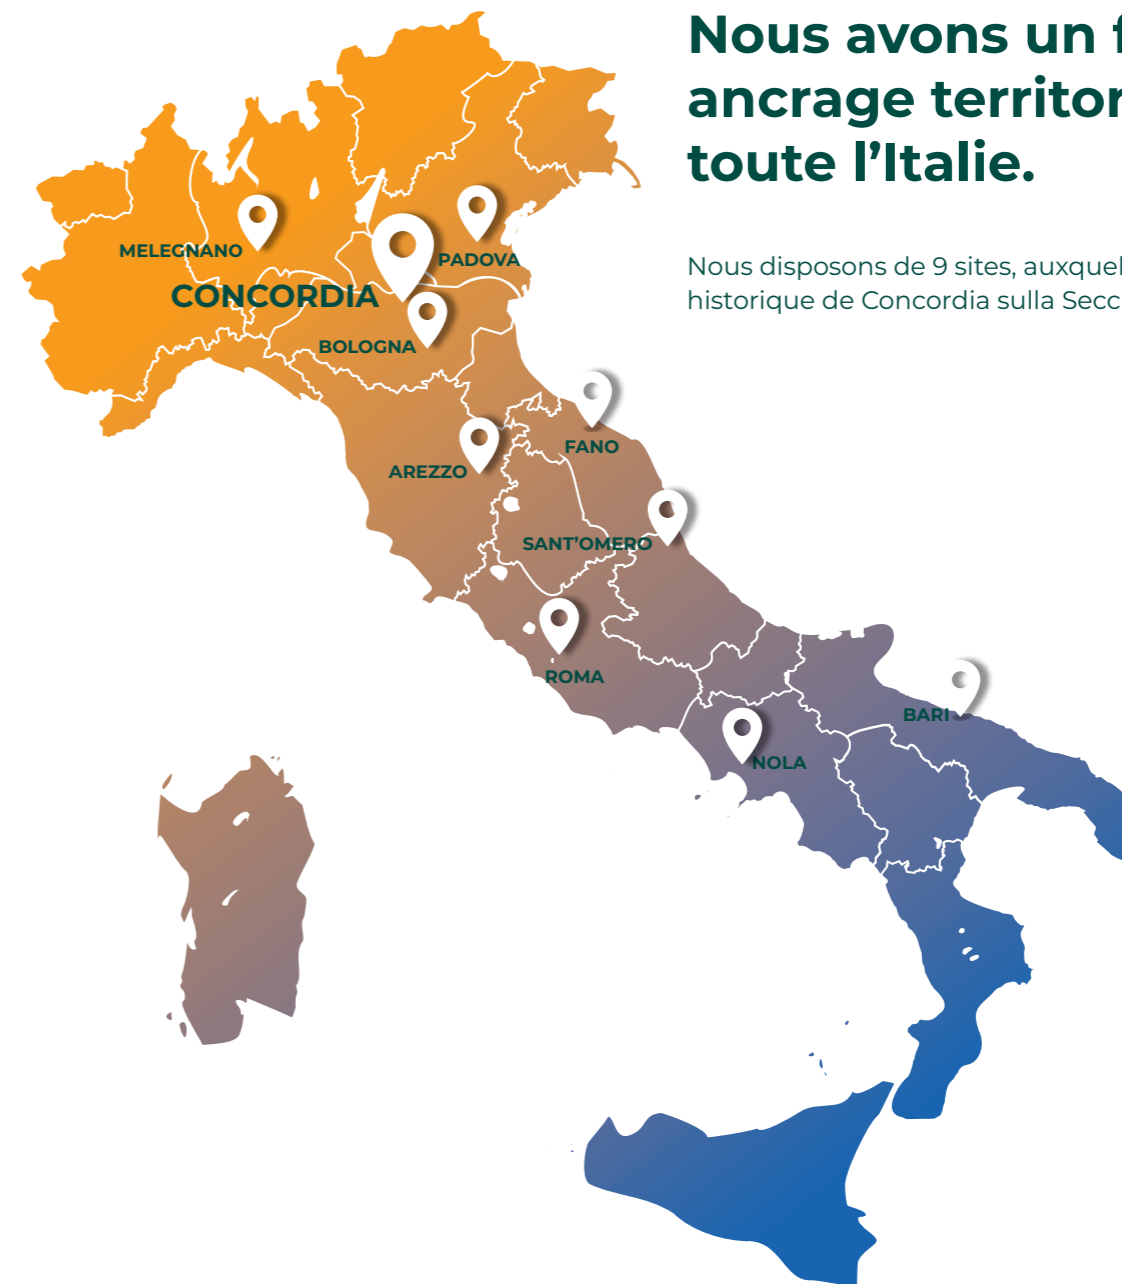 Nous avons un
ancrage territor
toute l'Italie.
Nous disposons de 9 sites, auxquel
historique de Concordia sulla Secc
MELEGNANO
PADOVA
CONCORDIA
BOLOGNA
FANO
AREZZO
SANT'OMERO
ROMA
BARI
NOLA